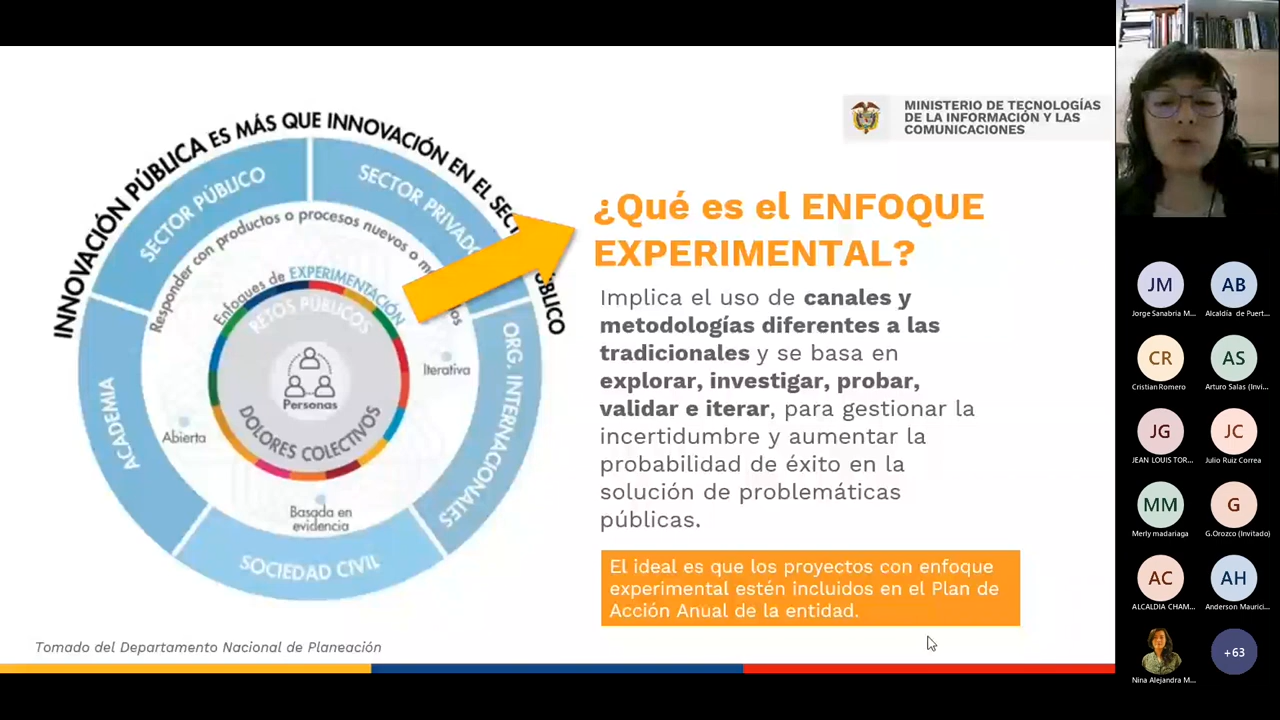 INNOVACIÓN PÚBLICA ES MÁS QUE INNOVACIÓN EN EL SECT ÚBLICO
SECTOR PÚBLICO
SECTOR PRIVADO
ACADEMIA
ORG. INTERNACIONALES
SOCIEDAD CIVIL
Responder con productos o procesos nuevos o
Enfoques de EXPERIMENTACIÓN
RETOS PÚBLICOS
Personas
DOLORES COLECTIVOS
Iterativa
Abierta
Basada en
evidencia
Tomado del Departamento Nacional de Planeación
MINISTERIO DE TECNOLOGÍAS
DE LA INFORMACIÓN Y LAS
COMUNICACIONES
¿Qué es el ENFOQUE
EXPERIMENTAL?
Implica el uso de canales y
metodologías diferentes a las
tradicionales y se basa en
explorar, investigar, probar,
validar e iterar, para gestionar la
incertidumbre y aumentar la
probabilidad de éxito en la
solución de problemáticas
públicas.
El ideal es que los proyectos con enfoque
experimental estén incluidos en el Plan de
Acción Anual de la entidad.
JM
Jorge Sanabria M...
AB
Alcaldía de Puert...
CR
Cristian Romero
AS
Arturo Salas (Invi...
JG
JEAN LOUIS TOR...
JC
Julio Ruiz Correa
MM
Merly madariaga
G
G.Orozco (Invitado)
AC
ALCALDIA CHAM...
AH
Anderson Maurici...
Nina Alejandra M...
+63